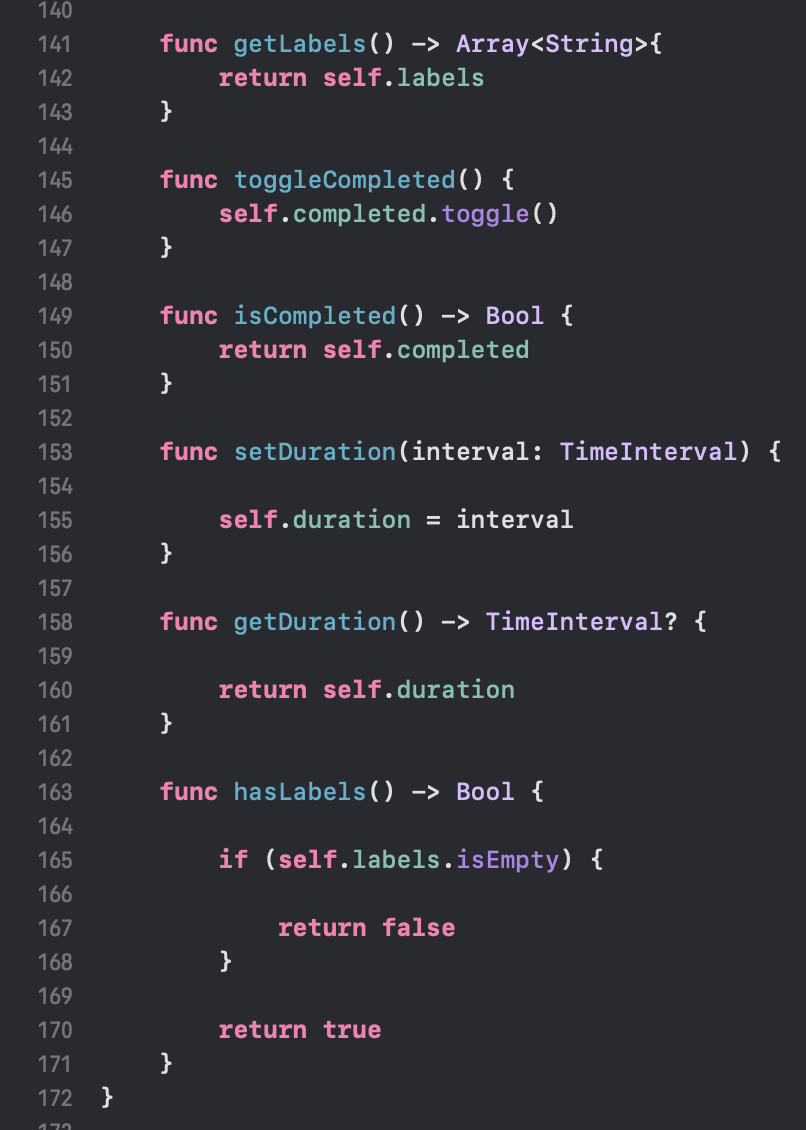 140
141 func getLabels() -> Array<String>{
142 return self.labels
143 }
144
145 func toggleCompleted() {
146 self.completed.toggle()
147 }
148
149 func isCompleted() -> Bool {
150 return self.completed
151 }
152
153 func setDuration(interval: TimeInterval) {
154
155 self.duration = interval
156 }
157
158 func getDuration() -> TimeInterval? {
159
160 return self.duration
161 }
162
163 func hasLabels() -> Bool {
164
165 if (self.labels.isEmpty) {
166
167 return false
168 }
169
170 return true
171 }
172 }
173